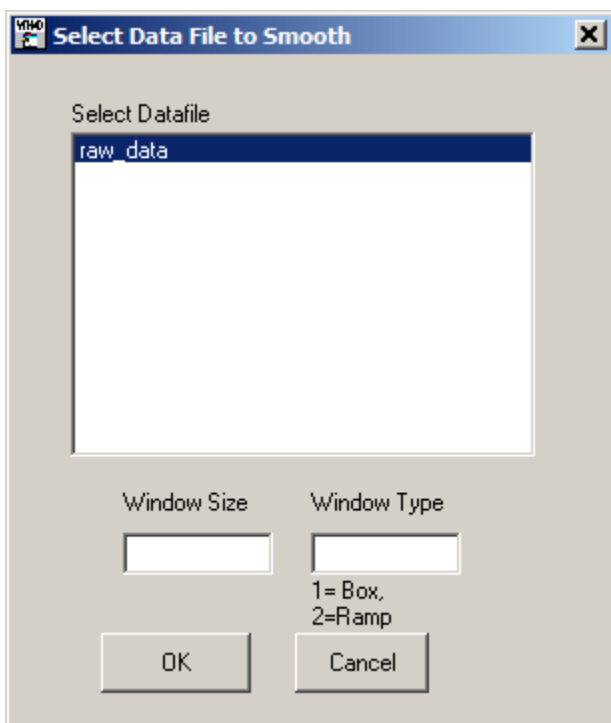 Select Data File to Smooth
Select Datafile
raw_data
Window Size Window Type
1= Box,
2=Ramp
OK Cancel